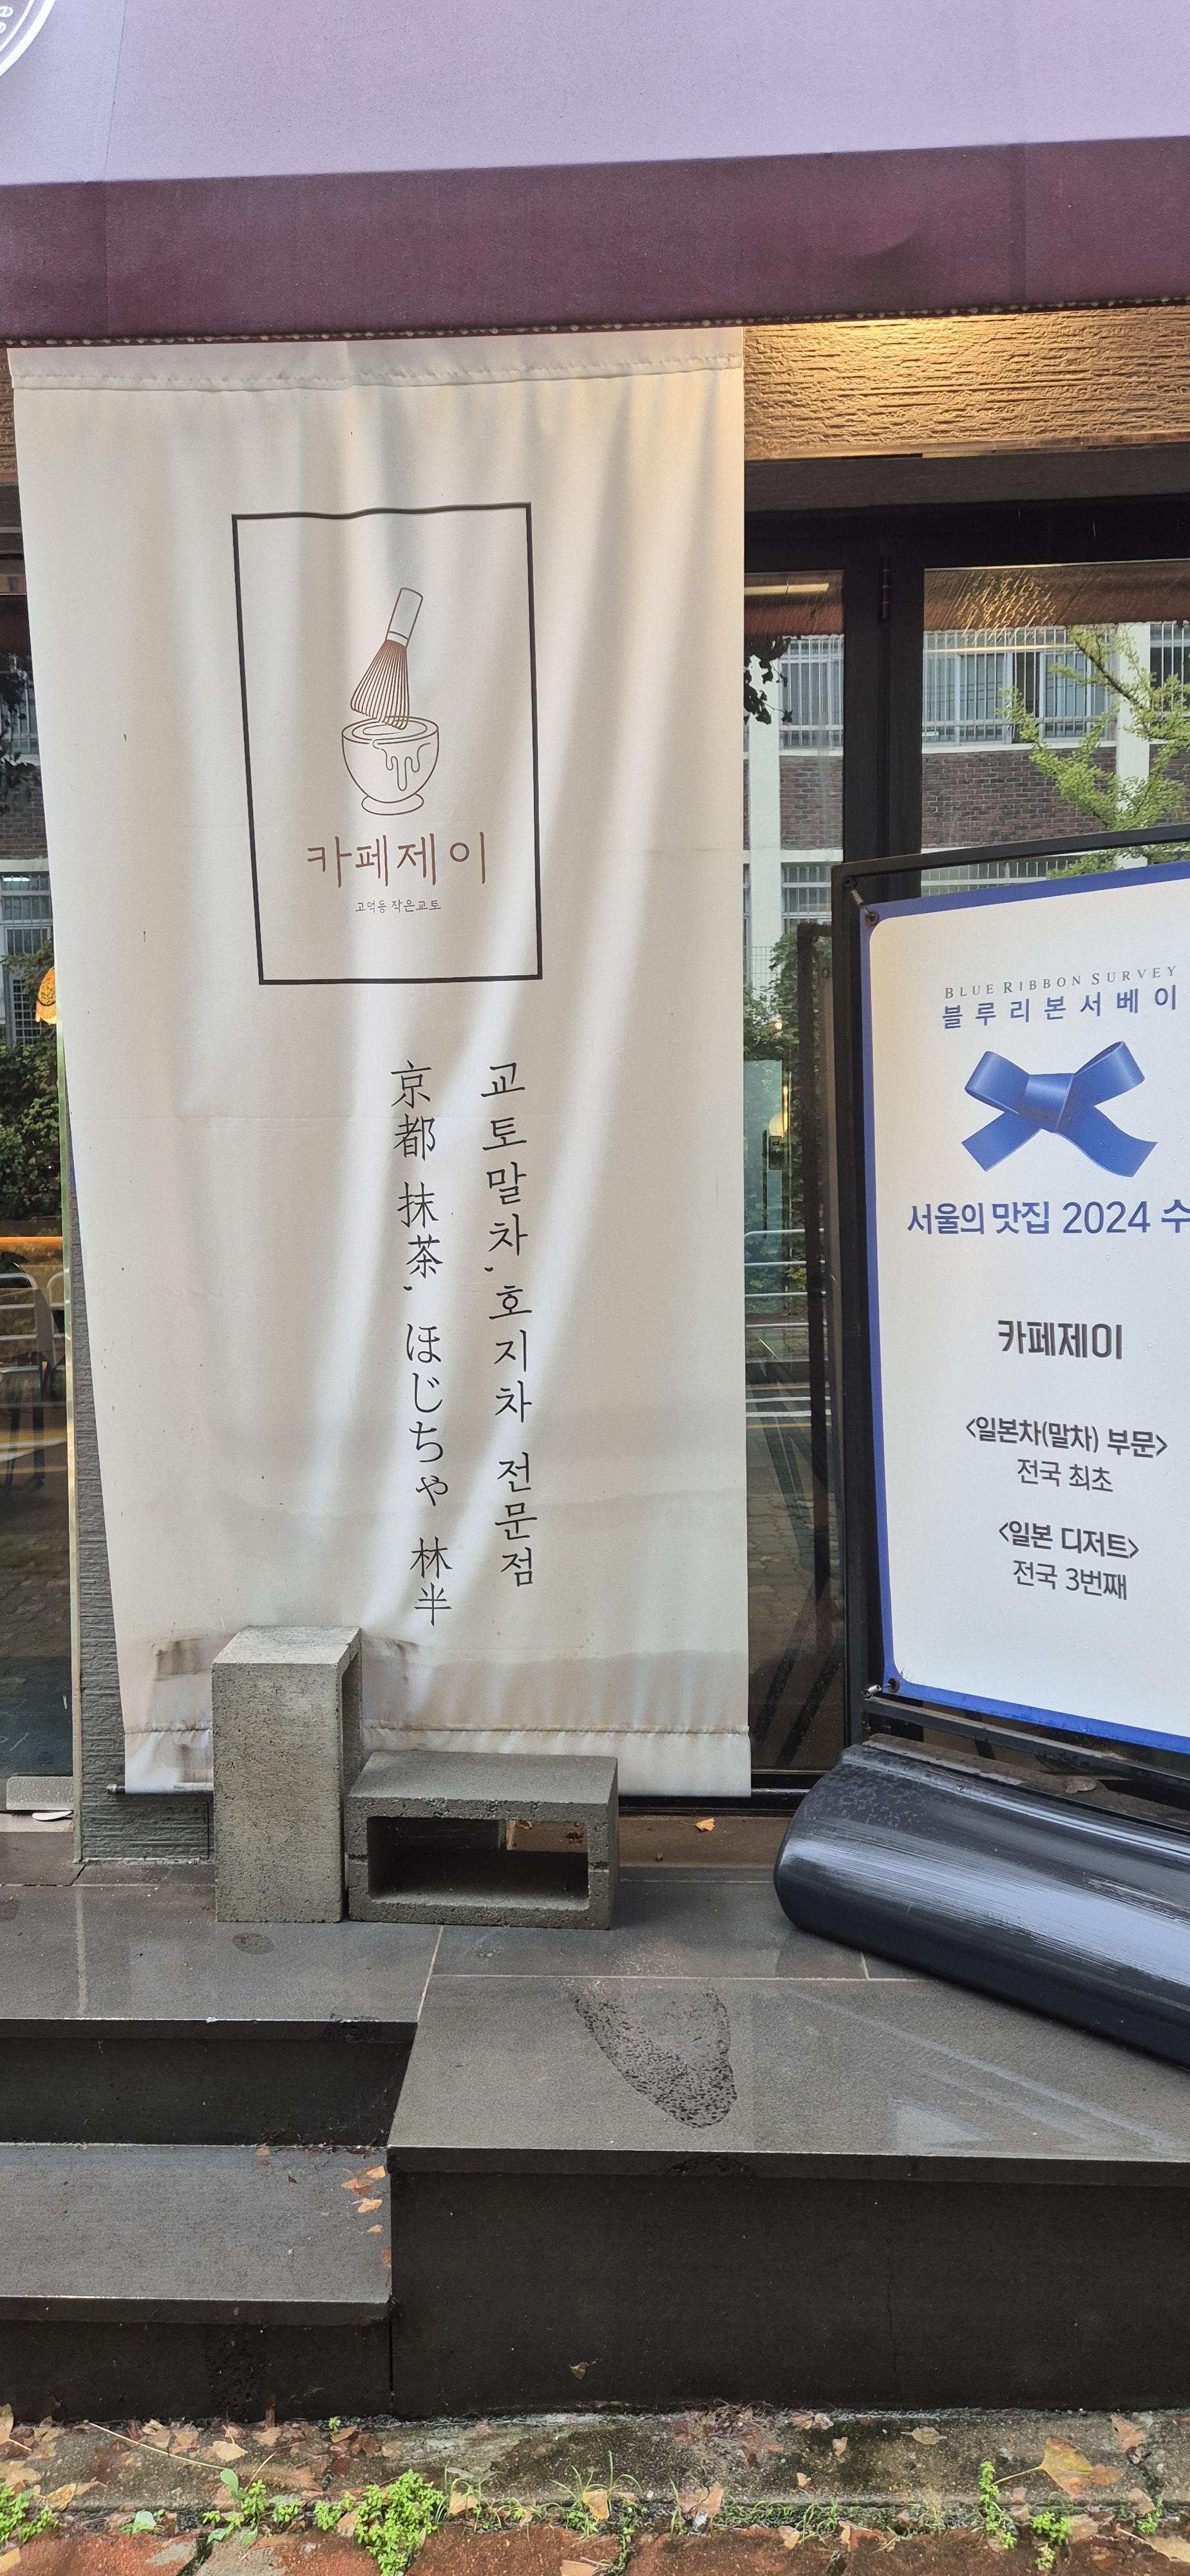 카페제이
고덕동 작은교토
교토말차, 호지차 전문점
京都 抹茶, ほじちゃ 林半
BLUE RIBBON SURVEY
블루리본서베이
서울의 맛집 2024 수
카페제이
<일본차(말차) 부문>
전국 최초
<일본 디저트>
전국 3번째